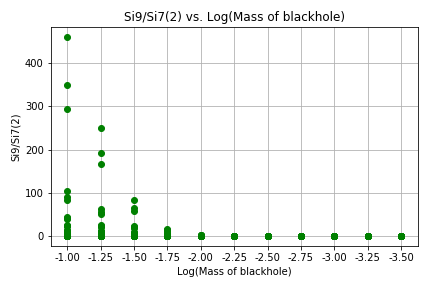 Si9/Si7(2) vs. Log(Mass of blackhole)
Si9/Si7(2)
400
300
200
100
0
-1.00 -1.25 -1.50 -1.75 -2.00 -2.25 -2.50 -2.75 -3.00 -3.25 -3.50
Log(Mass of blackhole)